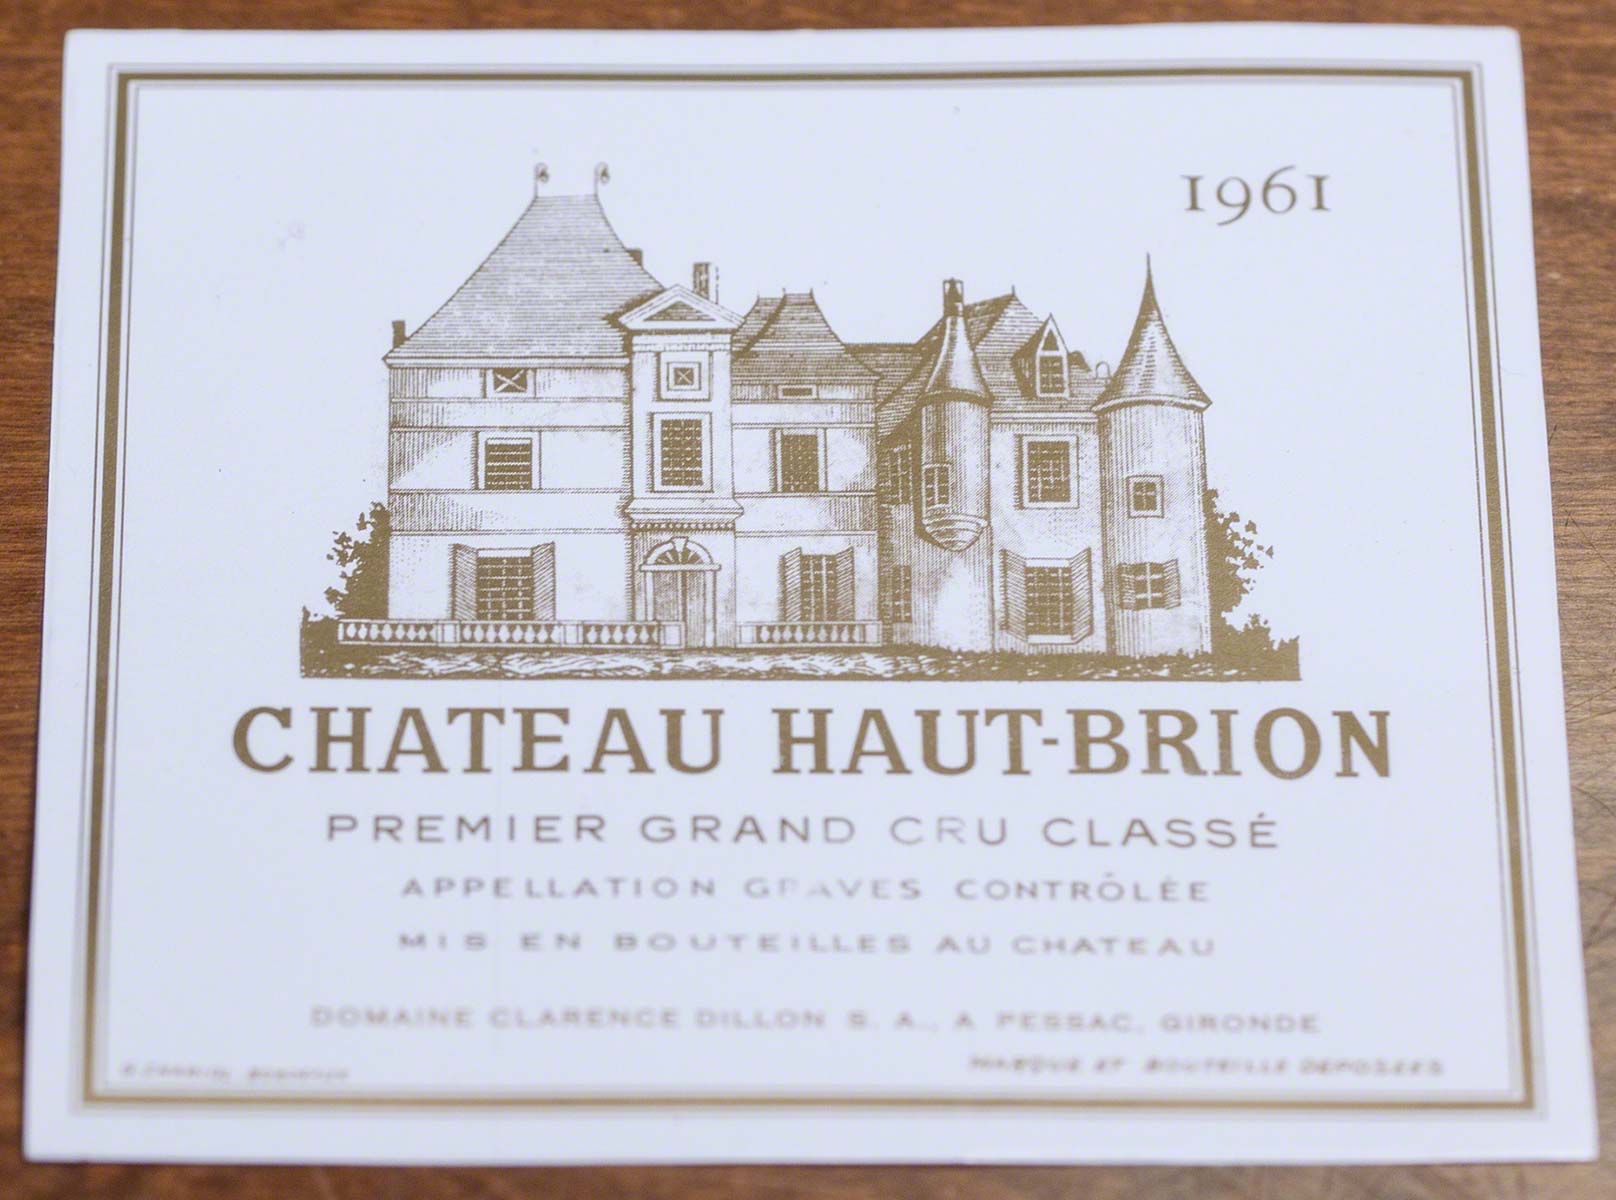 1961
CHATEAU HAUT-BRION
PREMIER GRAND CRU CLASSÉ
APPELLATION GRAVES CONTRÔLÉE
MIS EN BOUTEILLES AU CHATEAU
DOMAINE CLARENCE DILLON S. A., A PESSAC, GIRONDE
MARQUE ET BOUTEILLE DEPOSÉES